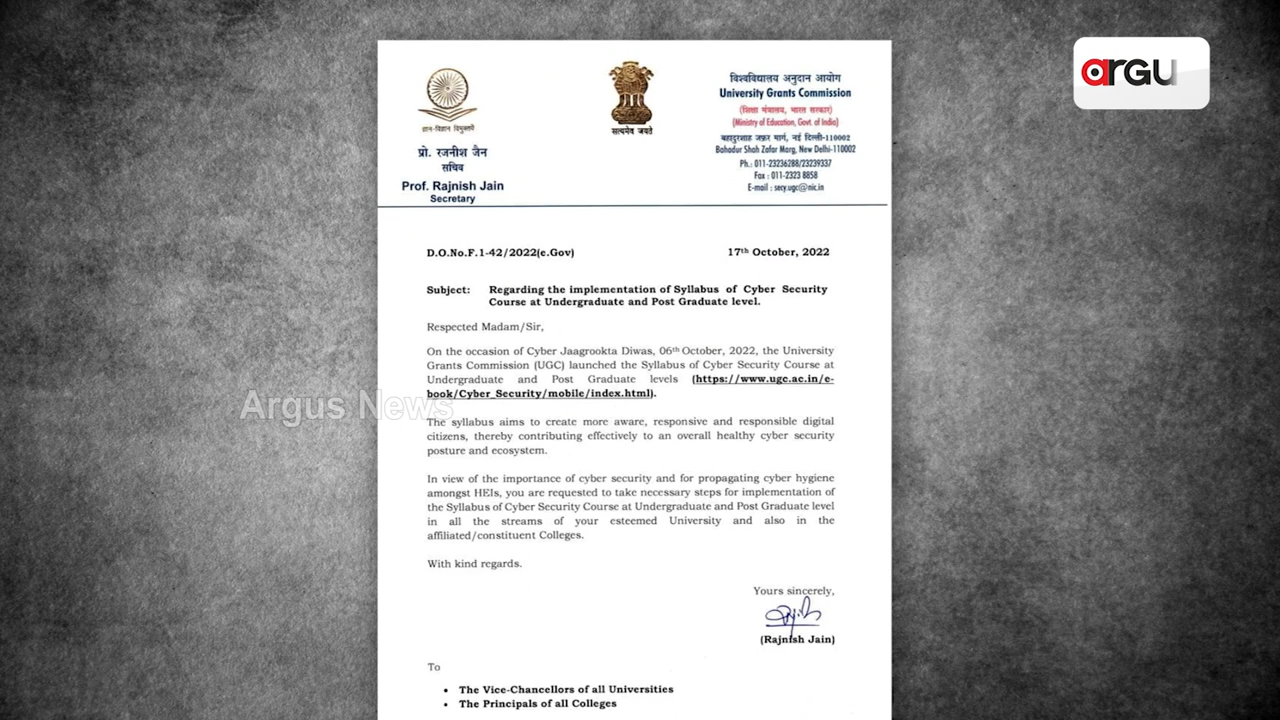 ARGU
ज्ञान-विज्ञान विमुक्तये
प्रो. रजनीश जैन
सचिव
Prof. Rajnish Jain
Secretary
सत्यमेव जयते
विश्वविद्यालय अनुदान आयोग
University Grants Commission
(शिक्षा मंत्रालय, भारत सरकार)
(Ministry of Education, Govt. of India)
बहादुरशाह ज़फ़र मार्ग, नई दिल्ली-110002
Bahadur Shah Zafar Marg, New Delhi-110002
Ph.: 011-23236288/23239337
Fax : 011-2323 8858
E-mail : secy.ugc@nic.in
D.O.No.F.1-42/2022(e.Gov) 17th October, 2022
Subject: Regarding the implementation of Syllabus of Cyber Security
Course at Undergraduate and Post Graduate level.
Respected Madam/Sir,
On the occasion of Cyber Jaagrookta Diwas, 06th October, 2022, the University
Grants Commission (UGC) launched the Syllabus of Cyber Security Course at
Undergraduate and Post Graduate levels (https://www.ugc.ac.in/e-
book/Cyber_Security/mobile/index.html).
Argus News
The syllabus aims to create more aware, responsive and responsible digital
citizens, thereby contributing effectively to an overall healthy cyber security
posture and ecosystem.
In view of the importance of cyber security and for propagating cyber hygiene
amongst HEIs, you are requested to take necessary steps for implementation of
the Syllabus of Cyber Security Course at Undergraduate and Post Graduate level
in all the streams of your esteemed University and also in the
affiliated/constituent Colleges.
With kind regards.
Yours sincerely,
(Rajnish Jain)
To
• The Vice-Chancellors of all Universities
• The Principals of all Colleges